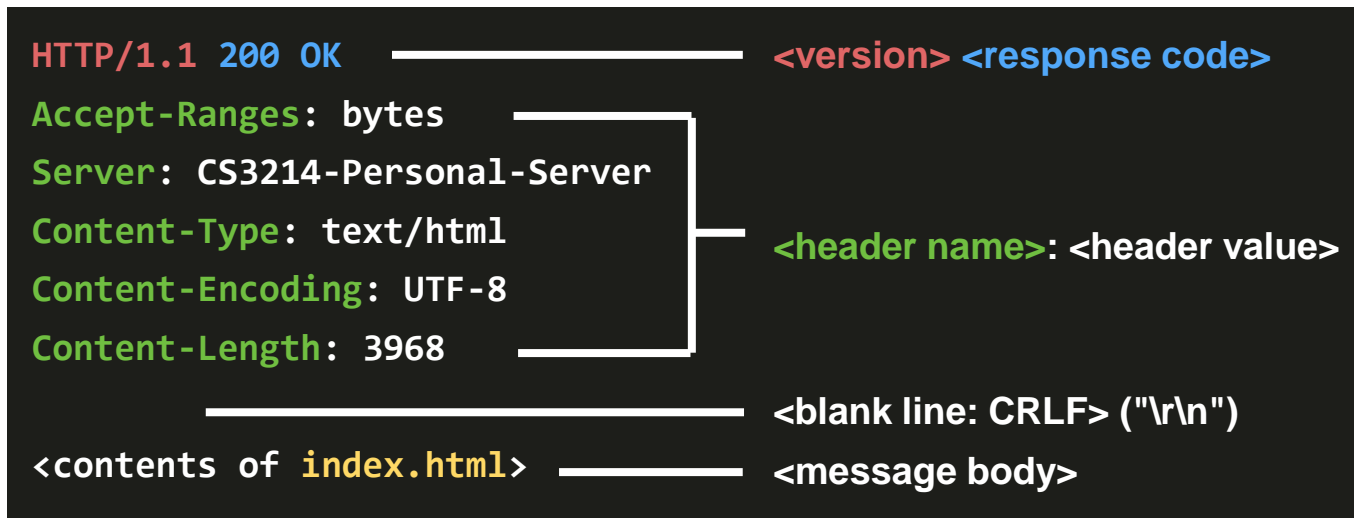 HTTP/1.1 200 OK <version> <response code>
Accept-Ranges: bytes
Server: CS3214-Personal-Server
Content-Type: text/html <header name>: <header value>
Content-Encoding: UTF-8
Content-Length: 3968
<blank line: CRLF> ("\r\n")
<contents of index.html> <message body>